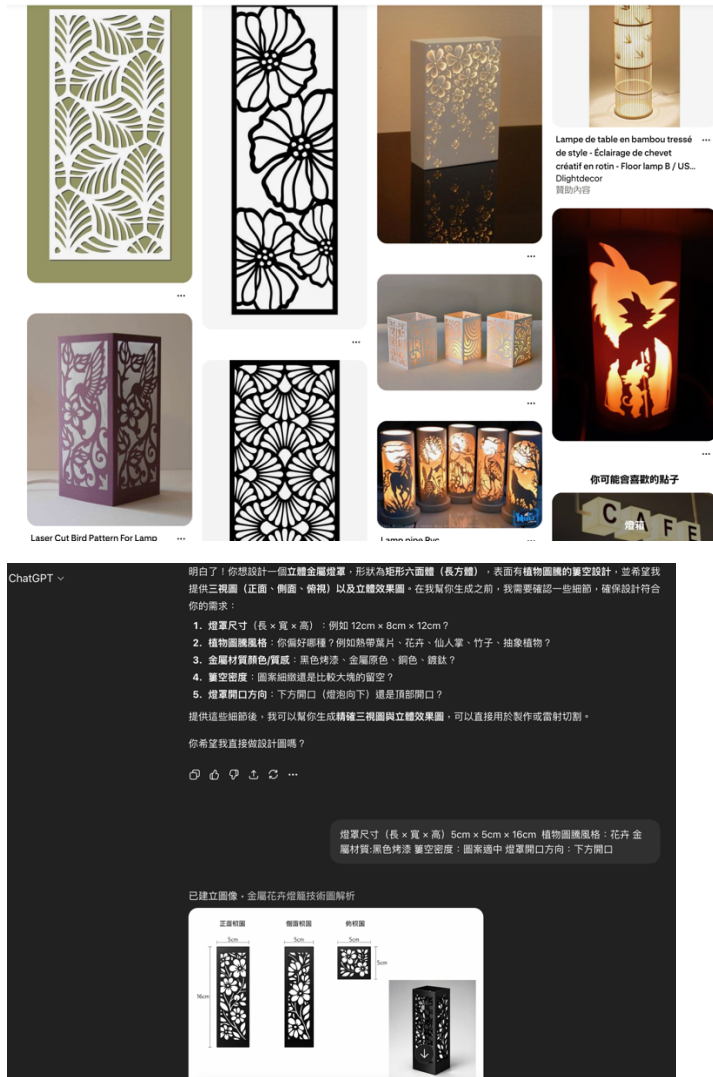 Lampe de table en bambou tressé
de style - Éclairage de chevet
créatif en rotin - Floor lamp B / US...
Dlightdecor
贊助內容
你可能會喜歡的點子
CAFE
燈箱
Laser Cut Bird Pattern For Lamp
Lamp pipe Pvc
ChatGPT
明白了！你想設計一個立體金屬燈罩，形狀為矩形六面體（長方體），表面有植物圖騰的簍空設計，並希望我
提供三視圖（正面、側面、俯視）以及立體效果圖。在我幫你生成之前，我需要確認一些細節，確保設計符合
你的需求：
1. 燈罩尺寸（長 × 寬 × 高）：例如 12cm × 8cm × 12cm？
2. 植物圖騰風格：你偏好哪種？例如熱帶葉片、花卉、仙人掌、竹子、抽象植物？
3. 金屬材質顏色/質感：黑色烤漆、金屬原色、銅色、鍍鈦？
4. 簍空密度：圖案細緻還是比較大塊的留空？
5. 燈罩開口方向：下方開口（燈泡向下）還是頂部開口？
提供這些細節後，我可以幫你生成精確三視圖與立體效果圖，可以直接用於製作或雷射切割。
你希望我直接做設計圖嗎？
燈罩尺寸（長 × 寬 × 高）5cm × 5cm × 16cm 植物圖騰風格：花卉 金
屬材質:黑色烤漆 簍空密度：圖案適中 燈罩開口方向：下方開口
已建立圖像・金屬花卉燈籠技術圖解析
正面視圖 側面視圖 俯視圖
5cm 5cm 5cm
5cm
16cm